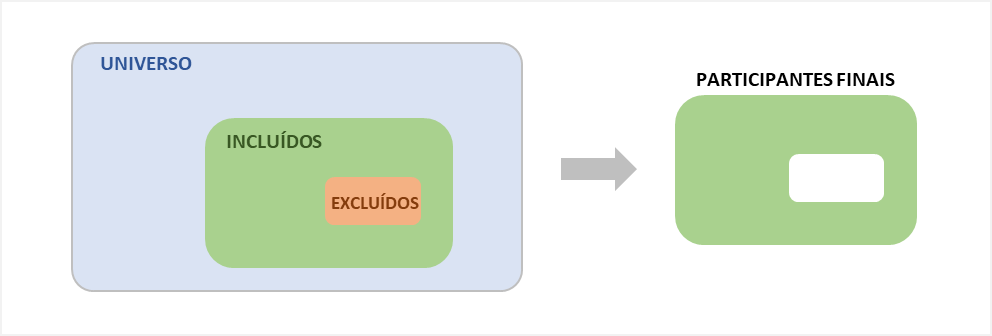 UNIVERSO
PARTICIPANTES FINAIS
INCLUÍDOS
EXCLUÍDOS